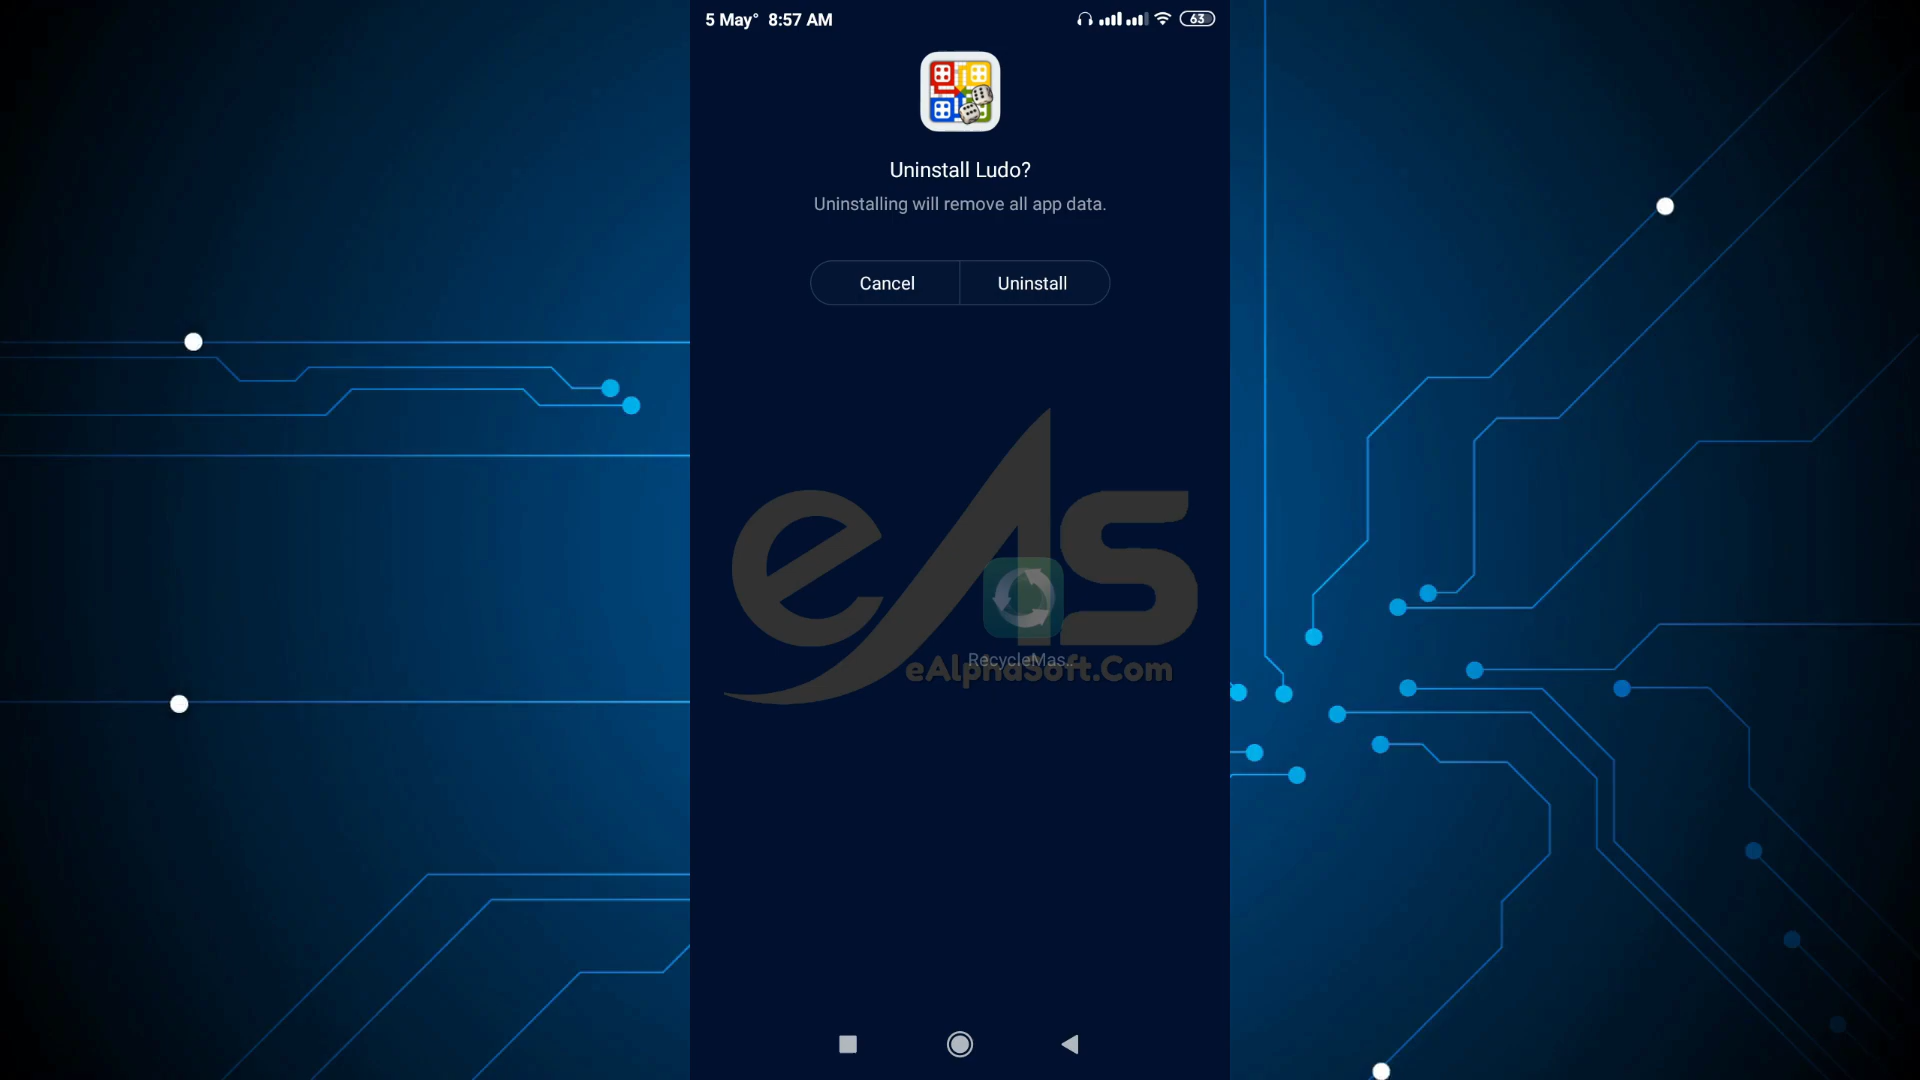 5 May° 8:57 AM
63
Uninstall Ludo?
Uninstalling will remove all app data.
Cancel
Uninstall
eAs
RecycleMas..
eAlphaSoft.Com